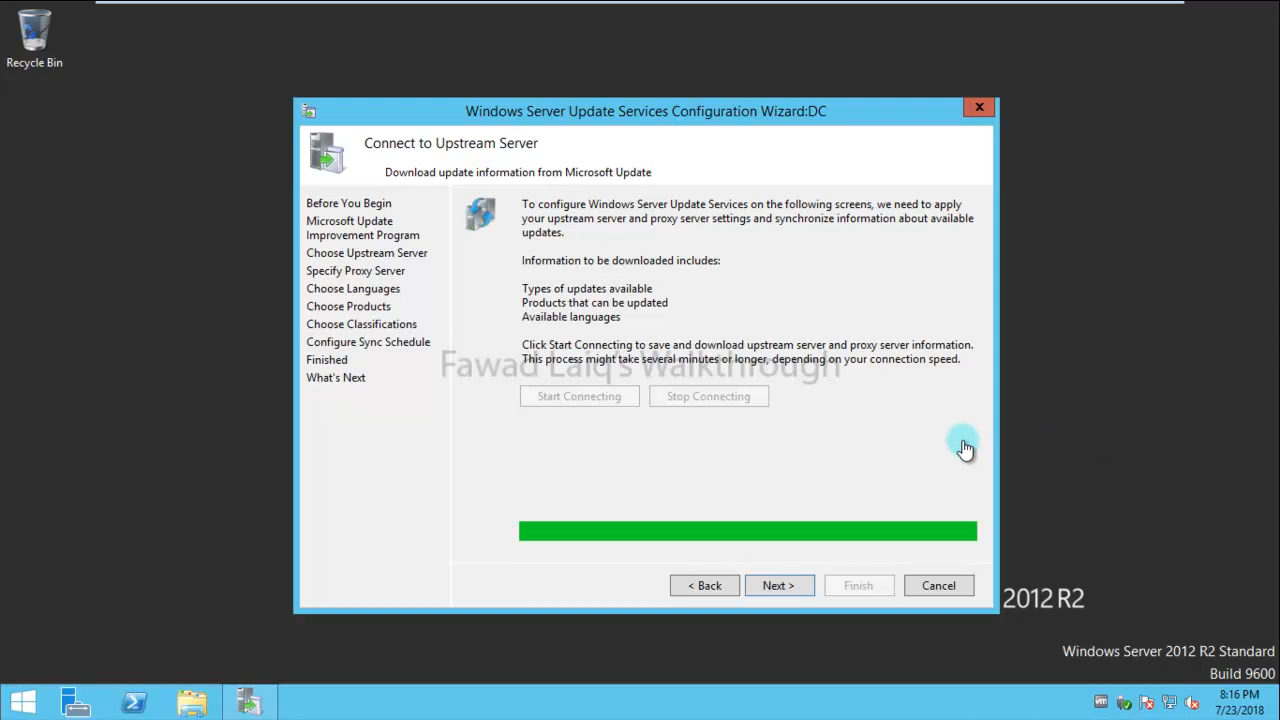 Recycle Bin
Windows Server Update Services Configuration Wizard:DC
Connect to Upstream Server
Download update information from Microsoft Update
Before You Begin
Microsoft Update
Improvement Program
Choose Upstream Server
Specify Proxy Server
Choose Languages
Choose Products
Choose Classifications
Configure Sync Schedule
Finished
What's Next
To configure Windows Server Update Services on the following screens, we need to apply
your upstream server and proxy server settings and synchronize information about available
updates.
Information to be downloaded includes:
Types of updates available
Products that can be updated
Available languages
Click Start Connecting to save and download upstream server and proxy server information.
This process might take several minutes or longer, depending on your connection speed.
Fawad Laiq's Walkthrough
Start Connecting
Stop Connecting
< Back
Next >
Finish
Cancel
2012 R2
Windows Server 2012 R2 Standard
Build 9600
8:16 PM
7/23/2018